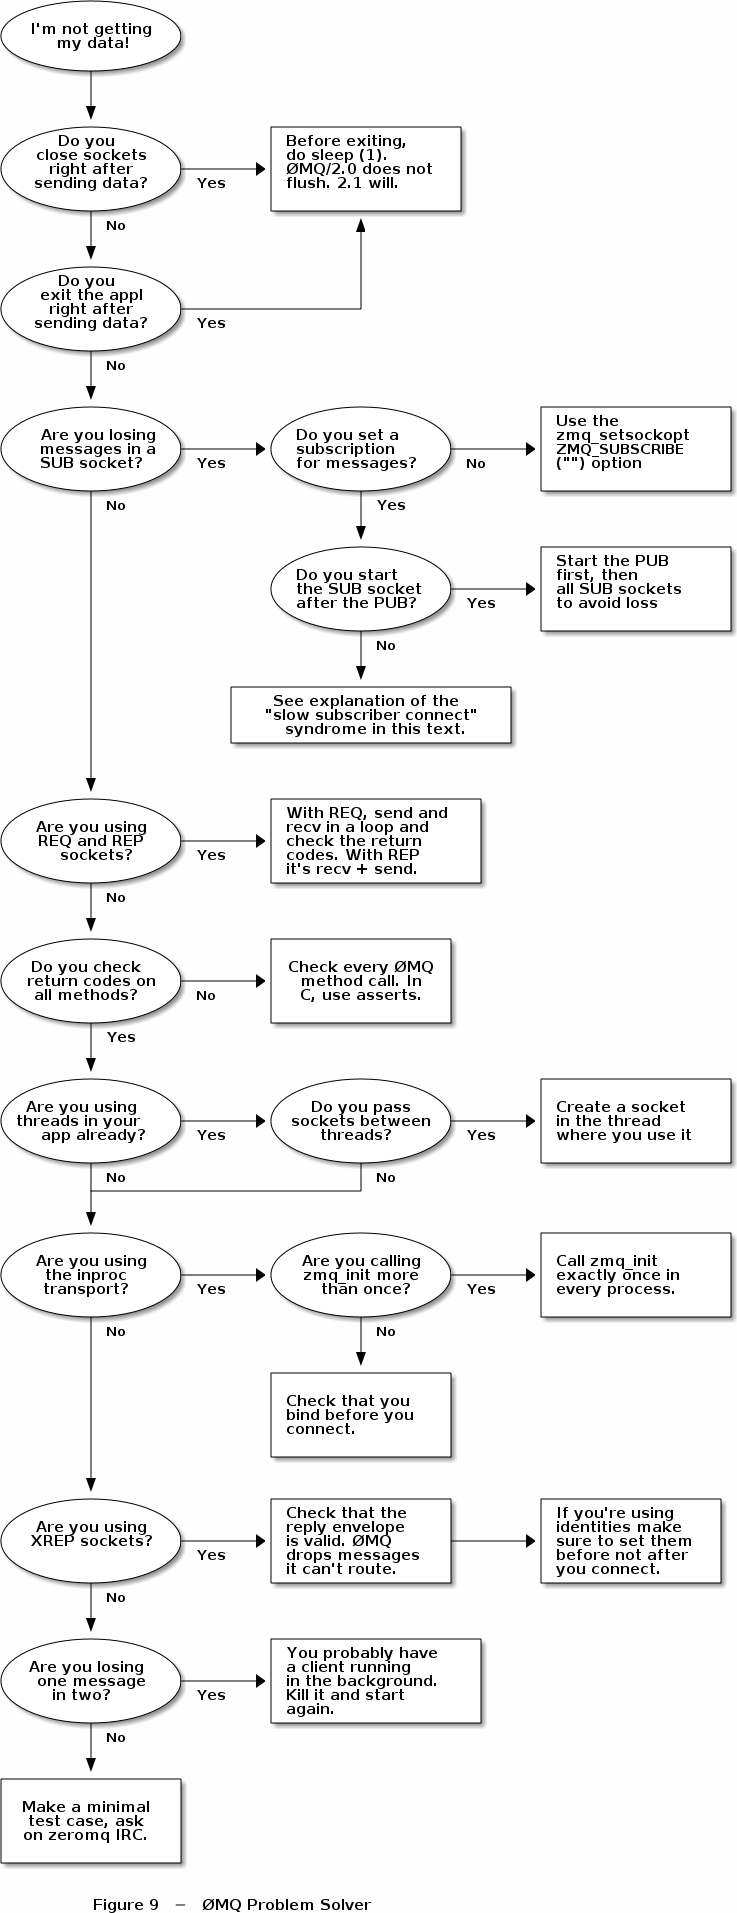 I'm not getting
my data!
Do you
close sockets
right after
sending data?
Yes
No
Before exiting,
do sleep (1).
ØMQ/2.0 does not
flush. 2.1 will.
Do you
exit the appl
right after
sending data?
Yes
No
Are you losing
messages in a
SUB socket?
Yes
No
Do you set a
subscription
for messages?
No
Yes
Use the
zmq_setsockopt
ZMQ_SUBSCRIBE
("") option
Do you start
the SUB socket
after the PUB?
Yes
No
Start the PUB
first, then
all SUB sockets
to avoid loss
See explanation of the
"slow subscriber connect"
syndrome in this text.
Are you using
REQ and REP
sockets?
Yes
No
With REQ, send and
recv in a loop and
check the return
codes. With REP
it's recv + send.
Do you check
return codes on
all methods?
No
Yes
Check every ØMQ
method call. In
C, use asserts.
Are you using
threads in your
app already?
Yes
No
Do you pass
sockets between
threads?
Yes
No
Create a socket
in the thread
where you use it
Are you using
the inproc
transport?
Yes
No
Are you calling
zmq_init more
than once?
Yes
No
Call zmq_init
exactly once in
every process.
Check that you
bind before you
connect.
Are you using
XREP sockets?
Yes
No
Check that the
reply envelope
is valid. ØMQ
drops messages
it can't route.
If you're using
identities make
sure to set them
before not after
you connect.
Are you losing
one message
in two?
Yes
No
You probably have
a client running
in the background.
Kill it and start
again.
Make a minimal
test case, ask
on zeromq IRC.
Figure 9 – ØMQ Problem Solver